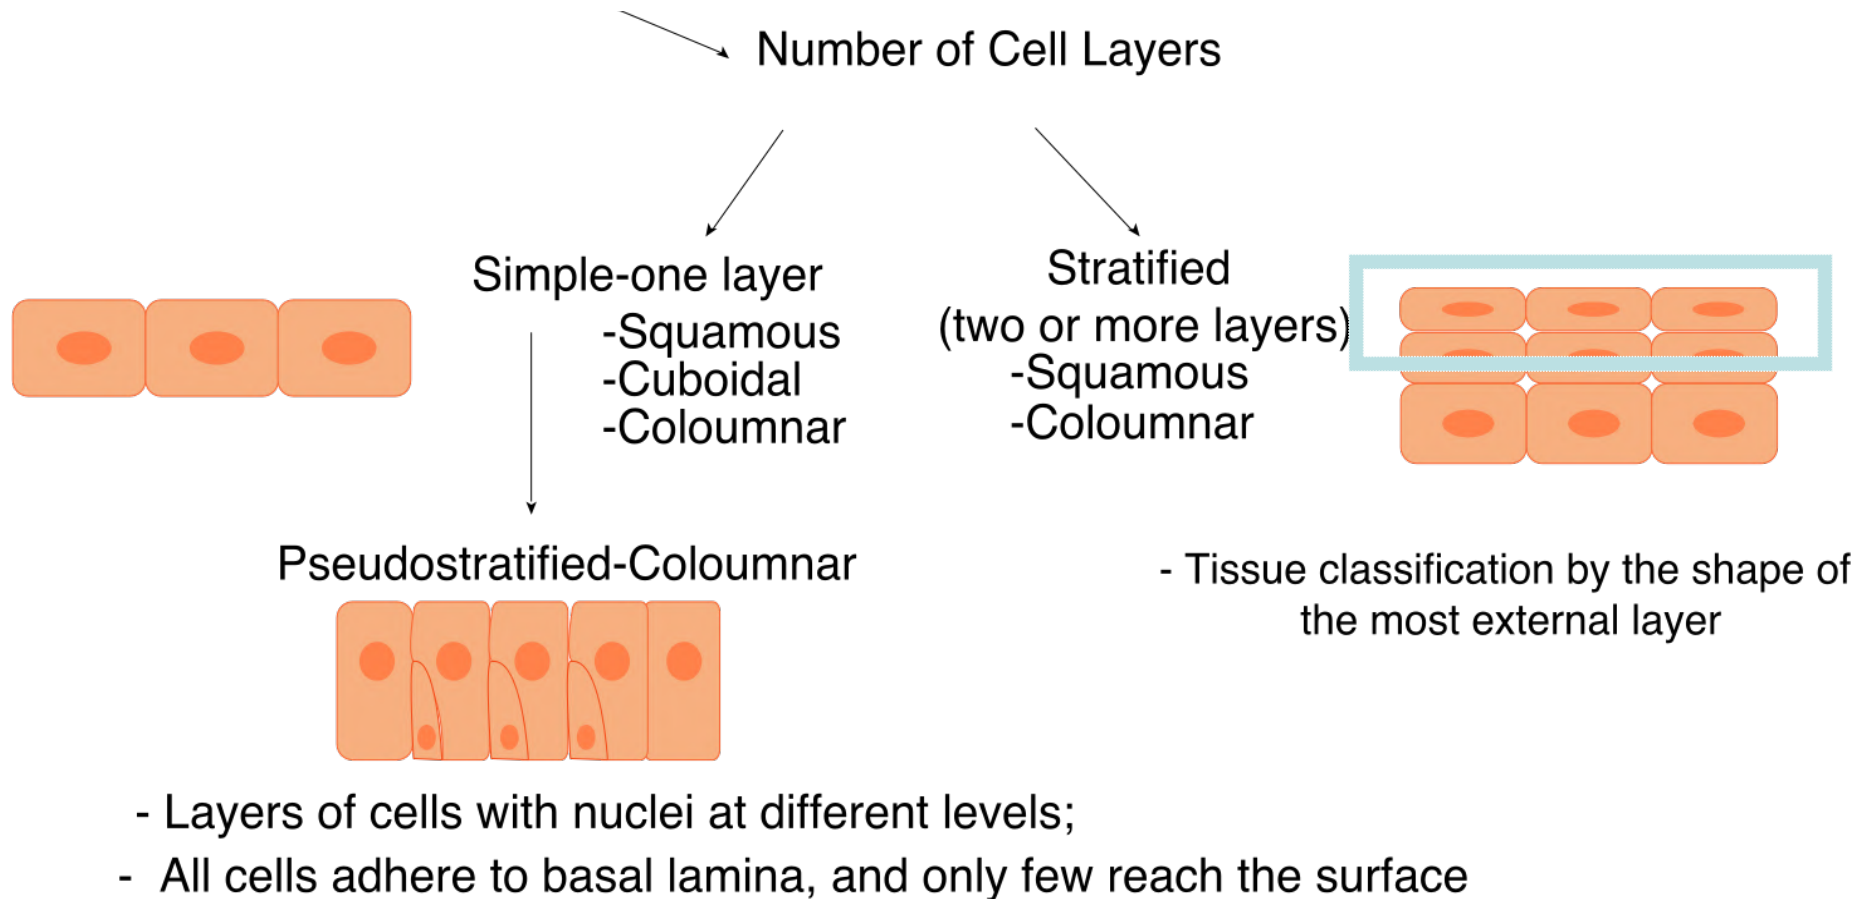 Number of Cell Layers
Simple-one layer
-Squamous
-Cuboidal
-Coloumnar
Stratified
(two or more layers)
-Squamous
-Coloumnar
Pseudostratified-Coloumnar
- Tissue classification by the shape of
the most external layer
- Layers of cells with nuclei at different levels;
- All cells adhere to basal lamina, and only few reach the surface